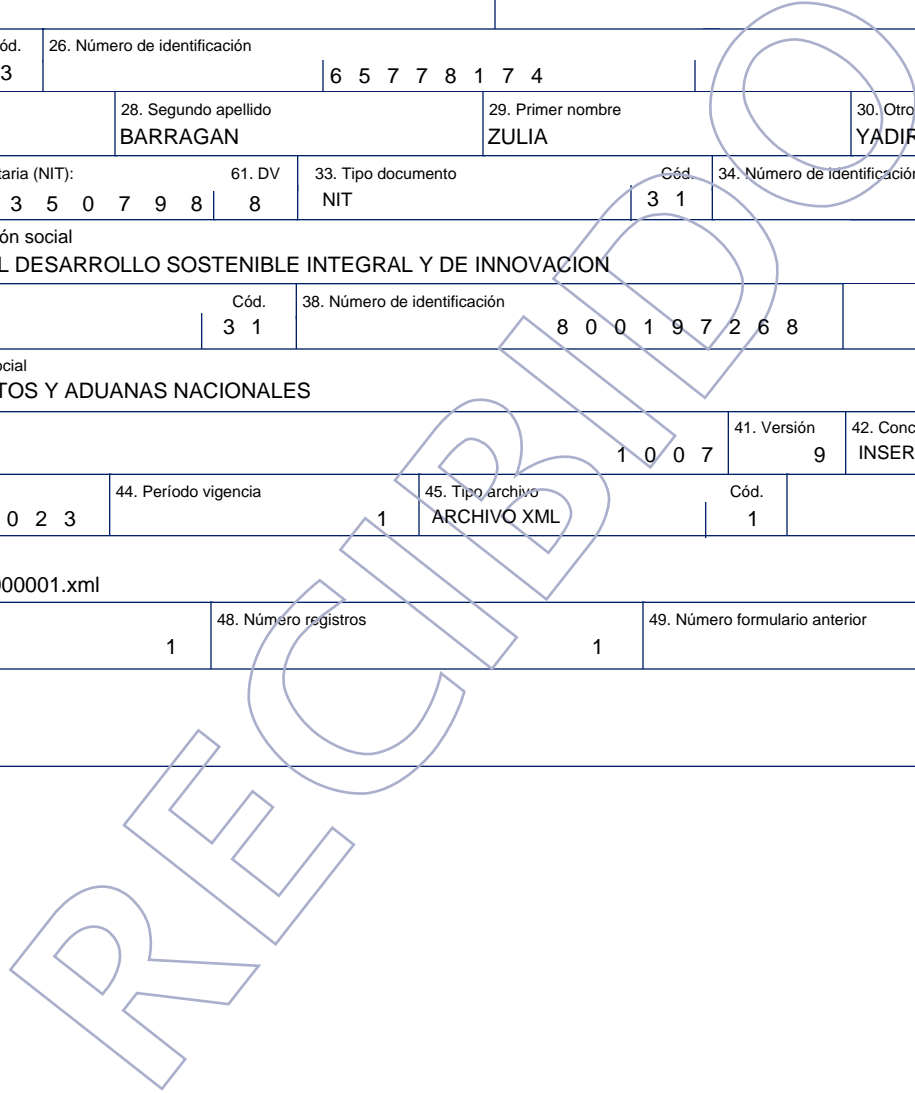 ód. 26. Número de identificación
3 6 5 7 7 8 1 7 4
28. Segundo apellido 29. Primer nombre 30. Otro
BARRAGAN ZULIA YADIR
taria (NIT): 61. DV 33. Tipo documento Cód. 34. Número de identificación
3 5 0 7 9 8 8 NIT 3 1
ón social
L DESARROLLO SOSTENIBLE INTEGRAL Y DE INNOVACION
Cód. 38. Número de identificación
3 1 8 0 0 1 9 7 2 6 8
ocial
TOS Y ADUANAS NACIONALES
41. Versión 42. Conc
1 0 0 7 9 INSER
44. Período vigencia 45. Tipo archivo Cód.
0 2 3 1 ARCHIVO XML 1
000001.xml
48. Número registros 49. Número formulario anterior
1 1
RECIBIDO